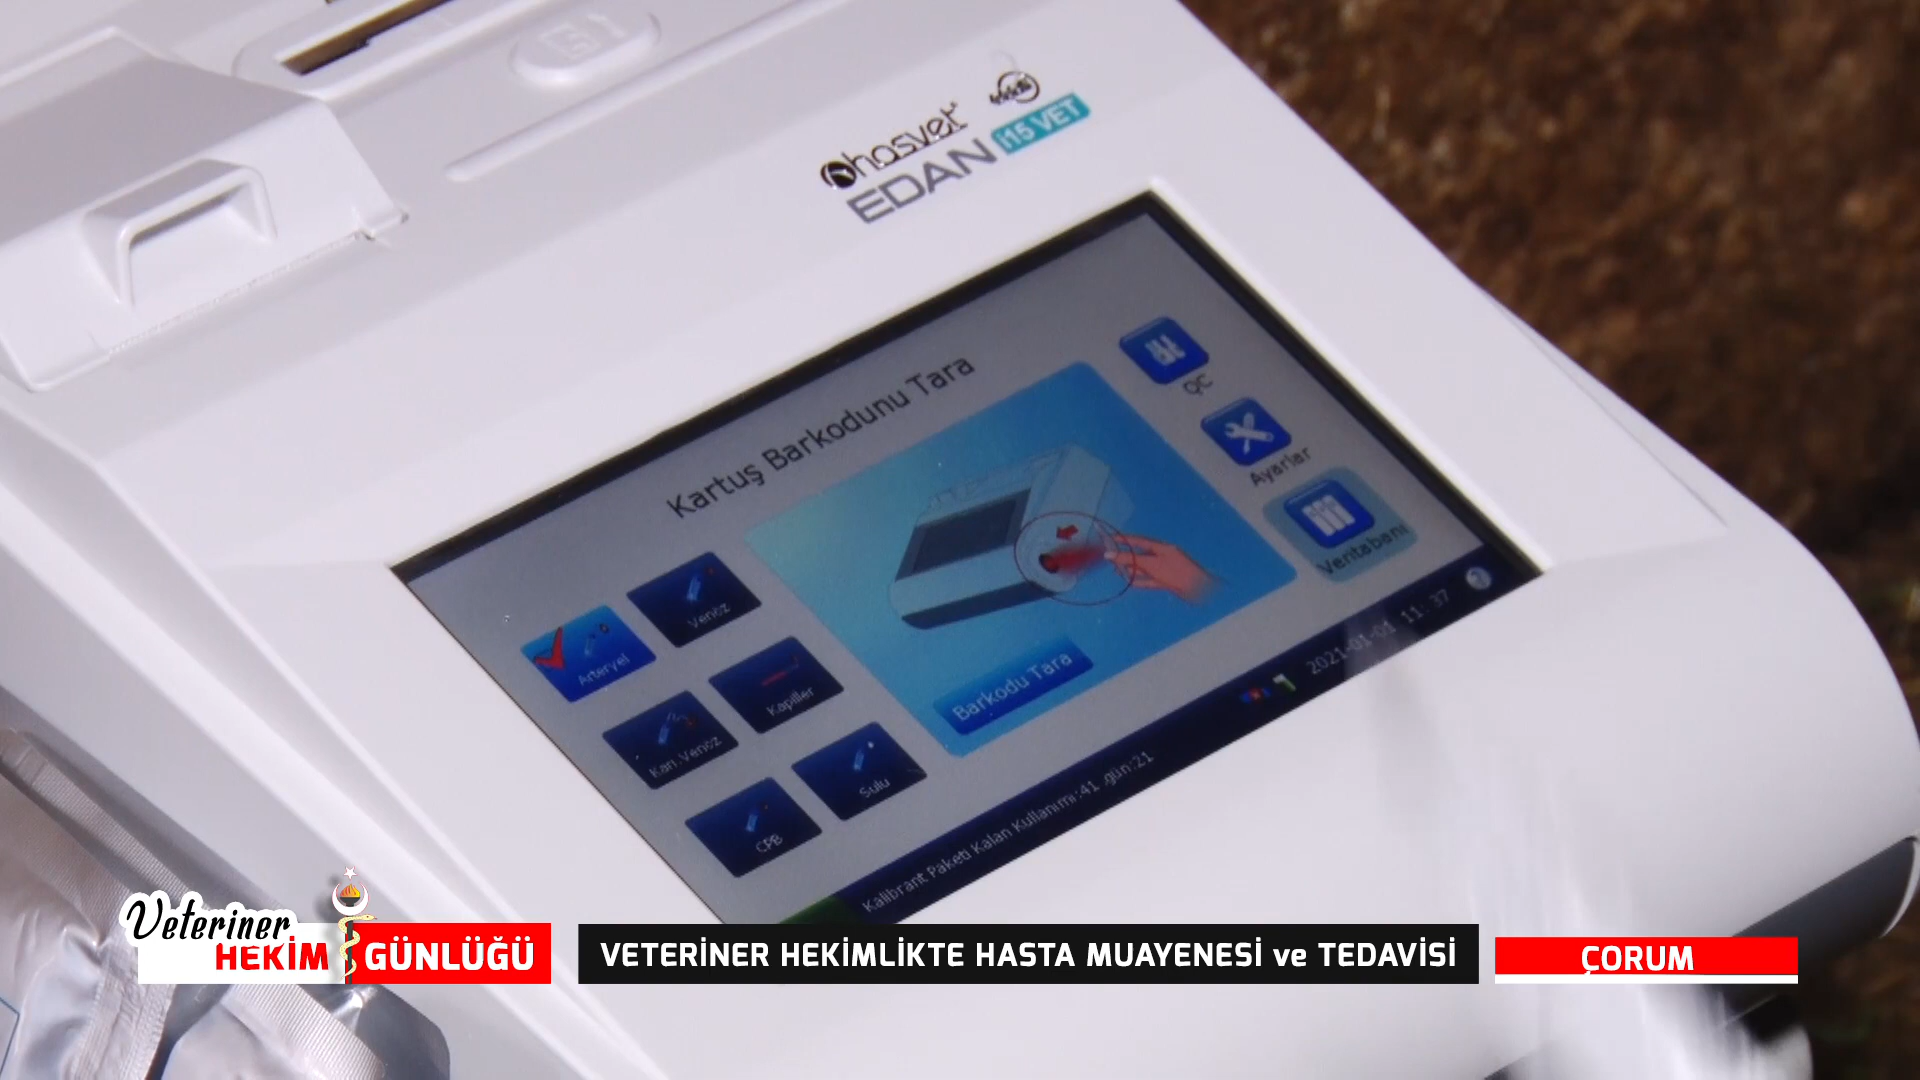 hasvet
EDAN i15 VET
Kartuş Barkodunu Tara
QC
Ayarlar
Veritabanı
Arteryel
Venöz
Karı.Venöz
Kapiller
CPB
Sulu
Barkodu Tara
Kalibrant Paketi Kalan Kullanımı:41 ,gün:21
2021-01-01 11:37
Veteriner
HEKİM GÜNLÜĞÜ
VETERİNER HEKİMLİKTE HASTA MUAYENESİ ve TEDAVİSİ
ÇORUM